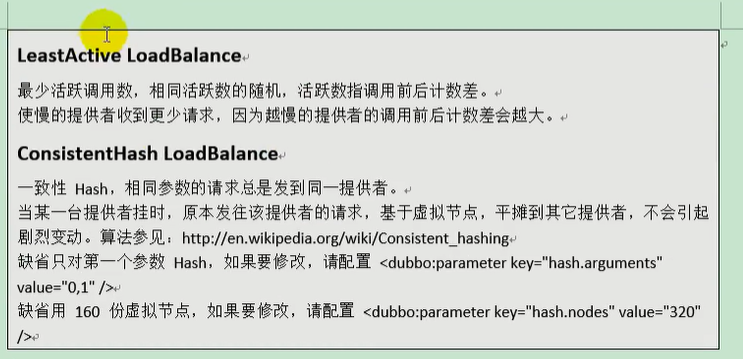 LeastActive LoadBalance
最少活跃调用数，相同活跃数的随机，活跃数指调用前后计数差。
使慢的提供者收到更少请求，因为越慢的提供者的调用前后计数差会越大。
ConsistentHash LoadBalance
一致性 Hash，相同参数的请求总是发到同一提供者。
当某一台提供者挂时，原本发往该提供者的请求，基于虚拟节点，平摊到其它提供者，不会引起
剧烈变动。算法参见：http://en.wikipedia.org/wiki/Consistent_hashing
缺省只对第一个参数 Hash，如果要修改，请配置 <dubbo:parameter key="hash.arguments"
value="0,1" />
缺省用 160 份虚拟节点，如果要修改，请配置 <dubbo:parameter key="hash.nodes" value="320"
/>